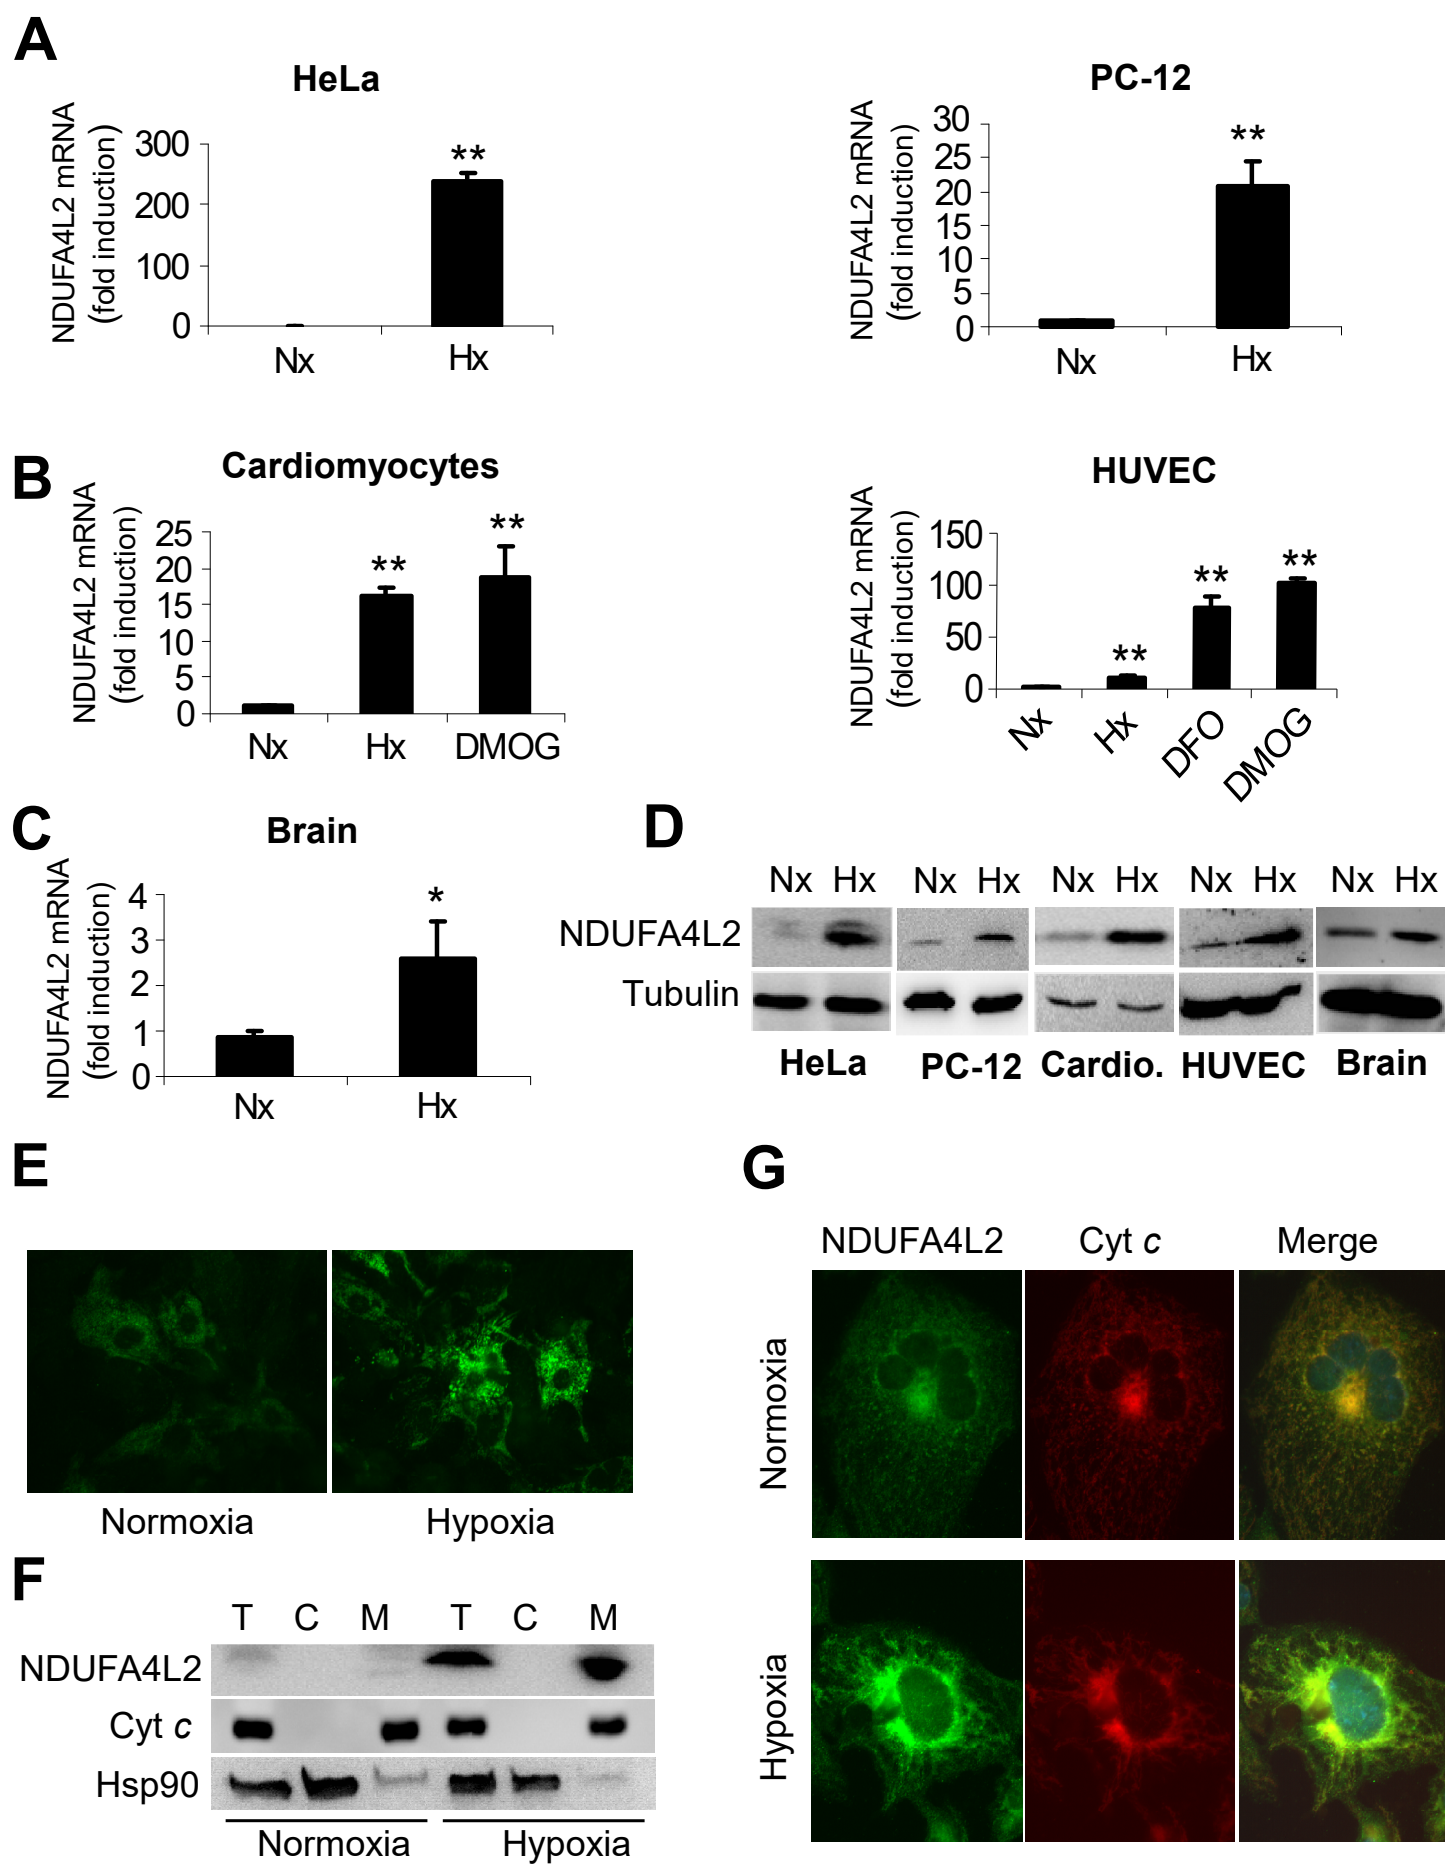 A
HeLa
NDUFA4L2 mRNA
(fold induction)
300
200
100
0
**
Nx Hx
PC-12
NDUFA4L2 mRNA
(fold induction)
30
25
20
15
10
5
0
**
Nx Hx
B
Cardiomyocytes
NDUFA4L2 mRNA
(fold induction)
25
20
15
10
5
0
** **
Nx Hx DMOG
HUVEC
NDUFA4L2 mRNA
(fold induction)
150
100
50
0
** ** **
Nx Hx DFO DMOG
C
Brain
NDUFA4L2 mRNA
(fold induction)
4
3
2
1
0
*
Nx Hx
D
Nx Hx Nx Hx Nx Hx Nx Hx Nx Hx
NDUFA4L2
Tubulin
HeLa PC-12 Cardio. HUVEC Brain
E
Normoxia Hypoxia
F
T C M T C M
NDUFA4L2
Cyt c
Hsp90
Normoxia Hypoxia
G
NDUFA4L2 Cyt c Merge
Normoxia
Hypoxia